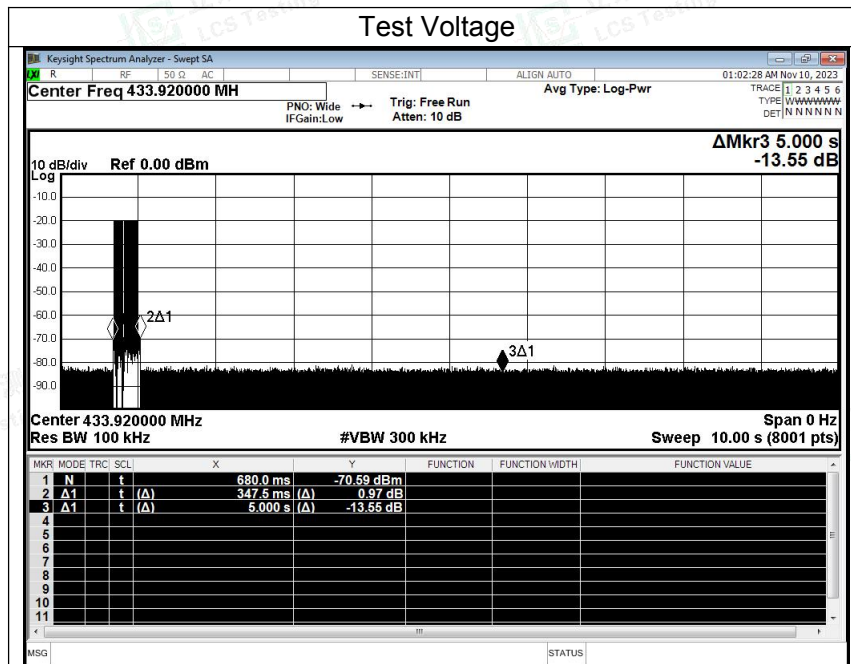 Test Voltage
Keysight Spectrum Analyzer - Swept SA
LXI R RF 50 Ω AC SENSE:INT ALIGN AUTO 01:02:28 AM Nov 10, 2023
Center Freq 433.920000 MH
PNO: Wide Trig: Free Run Avg Type: Log-Pwr TRACE 1 2 3 4 5 6
IFGain:Low Atten: 10 dB TYPE WWWWWW
DET N N N N N N
ΔMkr3 5.000 s
10 dB/div Ref 0.00 dBm -13.55 dB
Log
-10.0
-20.0
-30.0
-40.0
-50.0
-60.0
2Δ1
-70.0
3Δ1
-80.0
-90.0
Center 433.920000 MHz Span 0 Hz
Res BW 100 kHz #VBW 300 kHz Sweep 10.00 s (8001 pts)
MKR MODE TRC SCL X Y FUNCTION FUNCTION WIDTH FUNCTION VALUE
1 N t 680.0 ms -70.59 dBm
2 Δ1 t (Δ) 347.5 ms (Δ) 0.97 dB
3 Δ1 t (Δ) 5.000 s (Δ) -13.55 dB
4
5
6
7
8
9
10
11
MSG STATUS